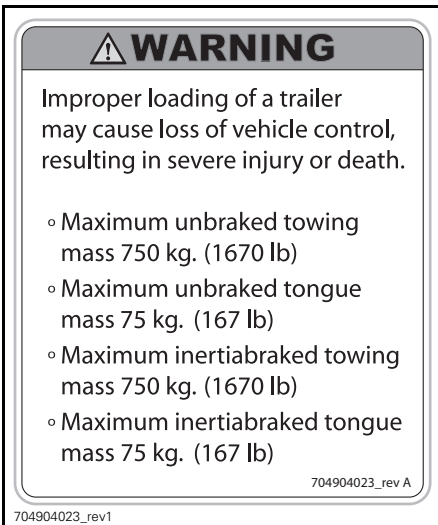 ⚠WARNING
Improper loading of a trailer
may cause loss of vehicle control,
resulting in severe injury or death.
◦ Maximum unbraked towing
mass 750 kg. (1670 lb)
◦ Maximum unbraked tongue
mass 75 kg.  (167 lb)
◦ Maximum inertiabraked towing
mass 750 kg. (1670 lb)
◦ Maximum inertiabraked tongue
mass 75 kg.  (167 lb)
704904023_rev A
704904023_rev1